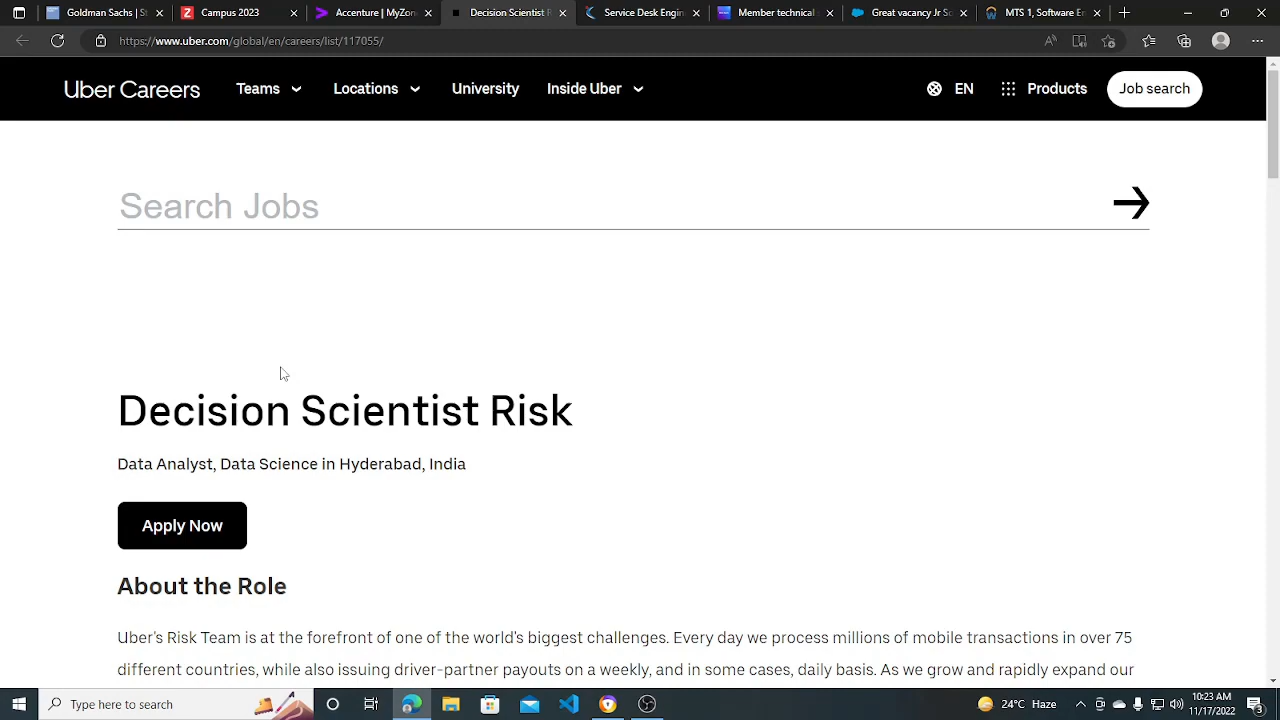 Goldman Sachs | S
Campus 2023
Accenture | MyZone
Decision Scientist R
Service Desk Engin
Member technical
Great vacancy Jr So
MTS 1, Software En
https://www.uber.com/global/en/careers/list/117055/
Uber Careers Teams Locations University Inside Uber EN Products Job search
Search Jobs
Decision Scientist Risk
Data Analyst, Data Science in Hyderabad, India
Apply Now
About the Role
Uber's Risk Team is at the forefront of one of the world's biggest challenges. Every day we process millions of mobile transactions in over 75
different countries, while also issuing driver-partner payouts on a weekly, and in some cases, daily basis. As we grow and rapidly expand our
Type here to search
24°C Haze
10:23 AM
11/17/2022
3